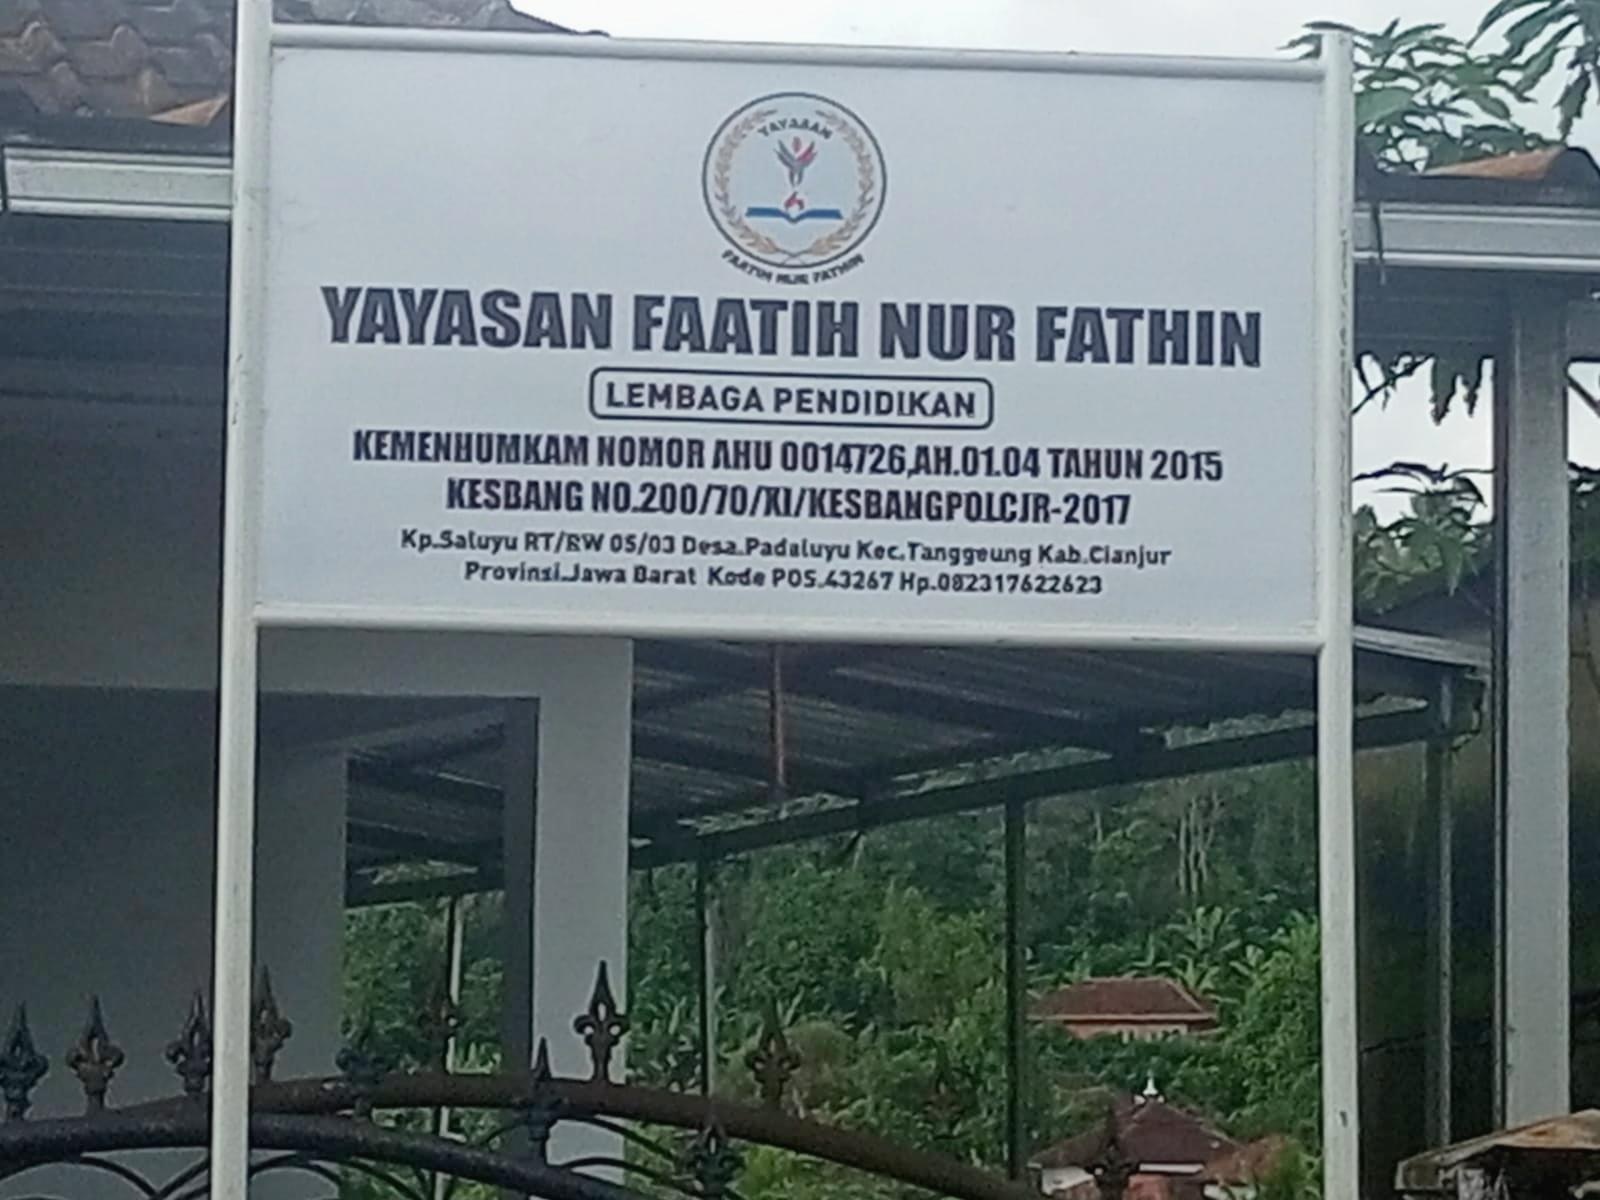 YAYASAN
FAATIH NUR FATHIN
YAYASAN FAATIH NUR FATHIN
LEMBAGA PENDIDIKAN
KEMENHUMKAM NOMOR AHU 0014726,AH.01.04 TAHUN 2015
KESBANG NO.200/70/XI/KESBANGPOLCJR-2017
Kp.Saluyu RT/RW 05/03 Desa.Padaluyu Kec.Tanggeung Kab.Cianjur
Provinsi.Jawa Barat Kode POS.43267 Hp.082317622623